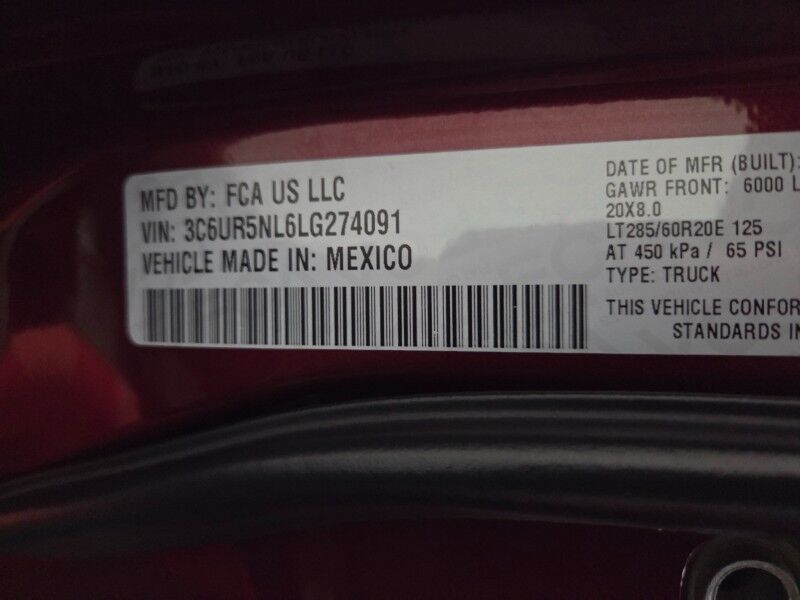 MFD BY: FCA US LLC
VIN: 3C6UR5NL6LG274091
VEHICLE MADE IN: MEXICO
DATE OF MFR (BUILT):
GAWR FRONT: 6000 L
20X8.0
LT285/60R20E 125
AT 450 kPa / 65 PSI
TYPE: TRUCK
THIS VEHICLE CONFOR
STANDARDS IN